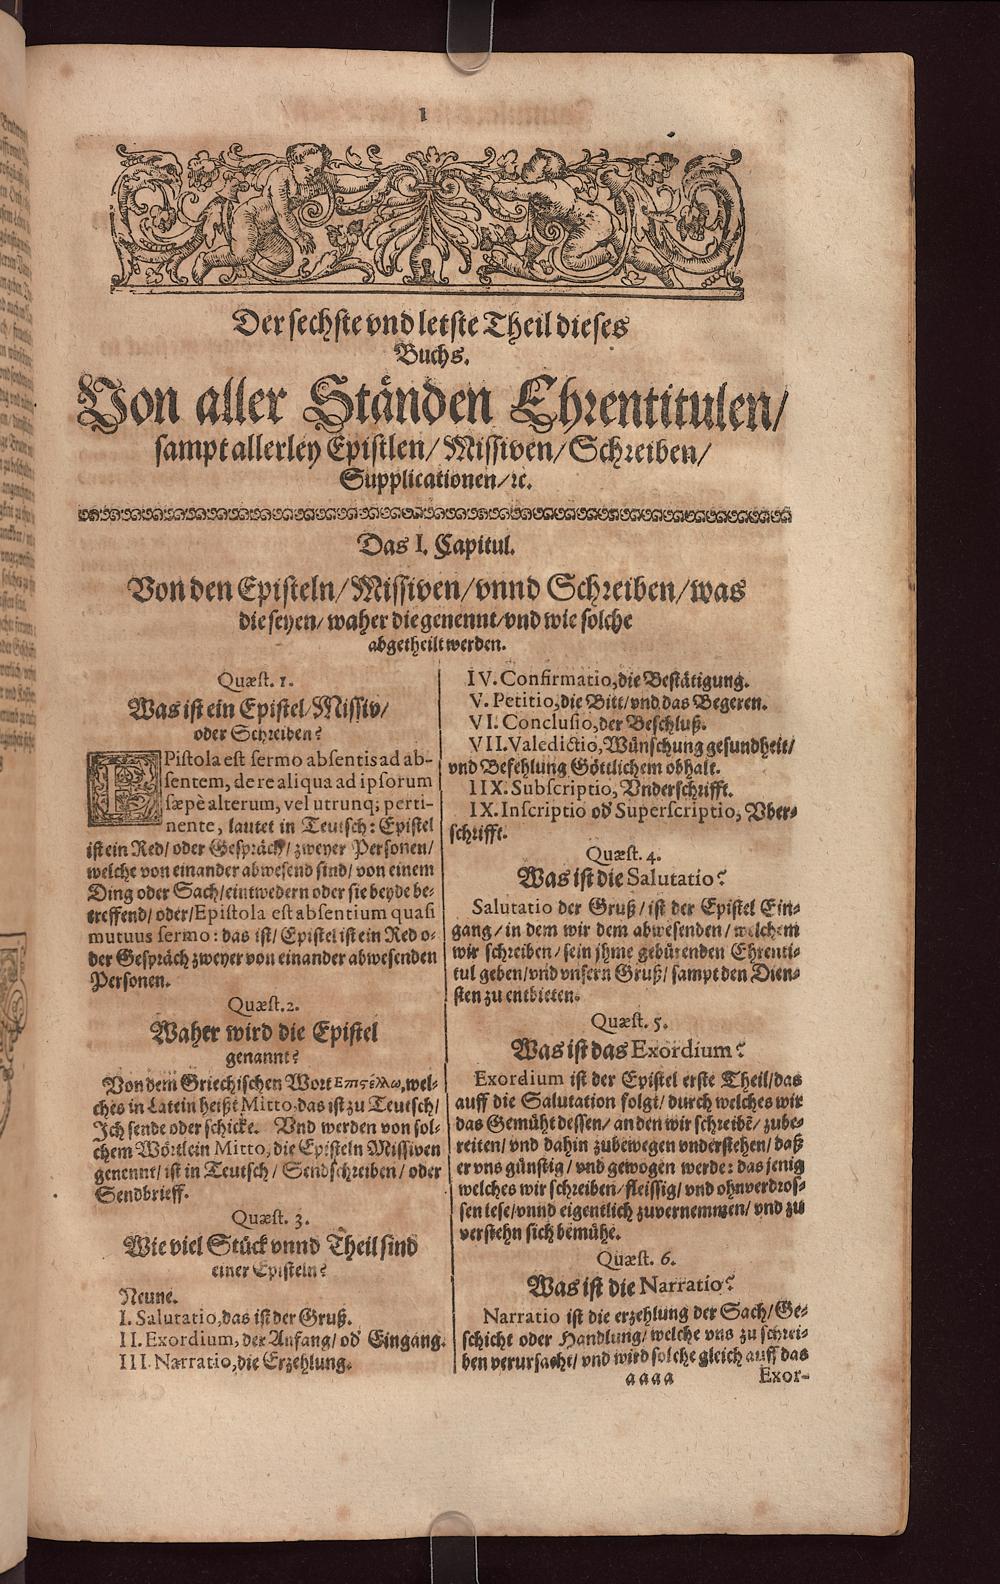 1
Der sechste vnd letste Theil dieses
Buchs.
Von aller Ständen Ehrentitulen/
sampt allerley Epistlen/ Missiven/ Schreiben/
Supplicationen/ ꝛc.
Das I. Capitul.
Von den Episteln/ Missiven/ vnnd Schreiben/ was
die seyen/ waher die genennt/ vnd wie solche
abgetheilt werden.
Quæst. 1.
Was ist ein Epistel/ Missiv/
oder Schreiben?
EPistola est sermo absentis ad ab-
sentem, de re aliqua ad ipsorum
sæpè alterum, vel utrunq; perti-
nente, lautet in Teutsch: Epistel
ist ein Red/ oder Gespräch/ zweyer Personen/
welche von einander abwesend sind/ von einem
Ding oder Sach/ eintwedern oder sie beyde be-
treffend/ oder/ Epistola est absentium quasi
mutuus sermo: das ist/ Epistel ist ein Red o-
der Gespräch zweyer von einander abwesenden
Personen.
Quæst. 2.
Waher wird die Epistel
genannt?
Von dem Griechischen Wort Επιςέλλω, wel-
ches in Latein heißt Mitto, das ist zu Teutsch/
Ich sende oder schicke. Vnd werden von sol-
chem Wörtlein Mitto, die Episteln Missiven
genennt/ ist in Teutsch/ Sendschreiben/ oder
Sendbrieff.
Quæst. 3.
Wie viel Stück vnnd Theil sind
einer Episteln?
Neune.
I. Salutatio, das ist der Gruß.
II. Exordium, der Anfang/ od' Eingang.
III. Narratio, die Erzehlung.
IV. Confirmatio, die Bestätigung.
V. Petitio, die Bitt/ vnd das Begeren.
VI. Conclusio, der Beschluß.
VII. Valedictio, Wünschung gesundheit/
vnd Befehlung Göttlichem obhalt.
IIX. Subscriptio, Vnderschrifft.
IX. Inscriptio od' Superscriptio, Vber-
schrifft.
Quæst. 4.
Was ist die Salutatio?
Salutatio der Gruß/ ist der Epistel Ein-
gang/ in dem wir dem abwesenden/ welchem
wir schreiben/ sein jhme gebürenden Ehrenti-
tul geben/ vnd vnsern Gruß/ sampt den Dien-
sten zu entbieten.
Quæst. 5.
Was ist das Exordium?
Exordium ist der Epistel erste Theil/ das
auff die Salutation folgt/ durch welches wir
das Gemüht dessen/ an den wir schreibē/ zube-
reiten/ vnd dahin zubewegen vnderstehen/ daß
er vns günstig/ vnd gewogen werde: das jenig
welches wir schreiben/ fleissig/ vnd ohnverdros-
sen lese/ vnnd eigentlich zuvernemmen/ vnd zu
verstehn sich bemühe.
Quæst. 6.
Was ist die Narratio?
Narratio ist die erzehlung der Sach/ Ge-
schicht oder Handlung/ welche vns zu schrei-
ben verursacht/ vnd wird solche gleich auff das
aaaa Exor-